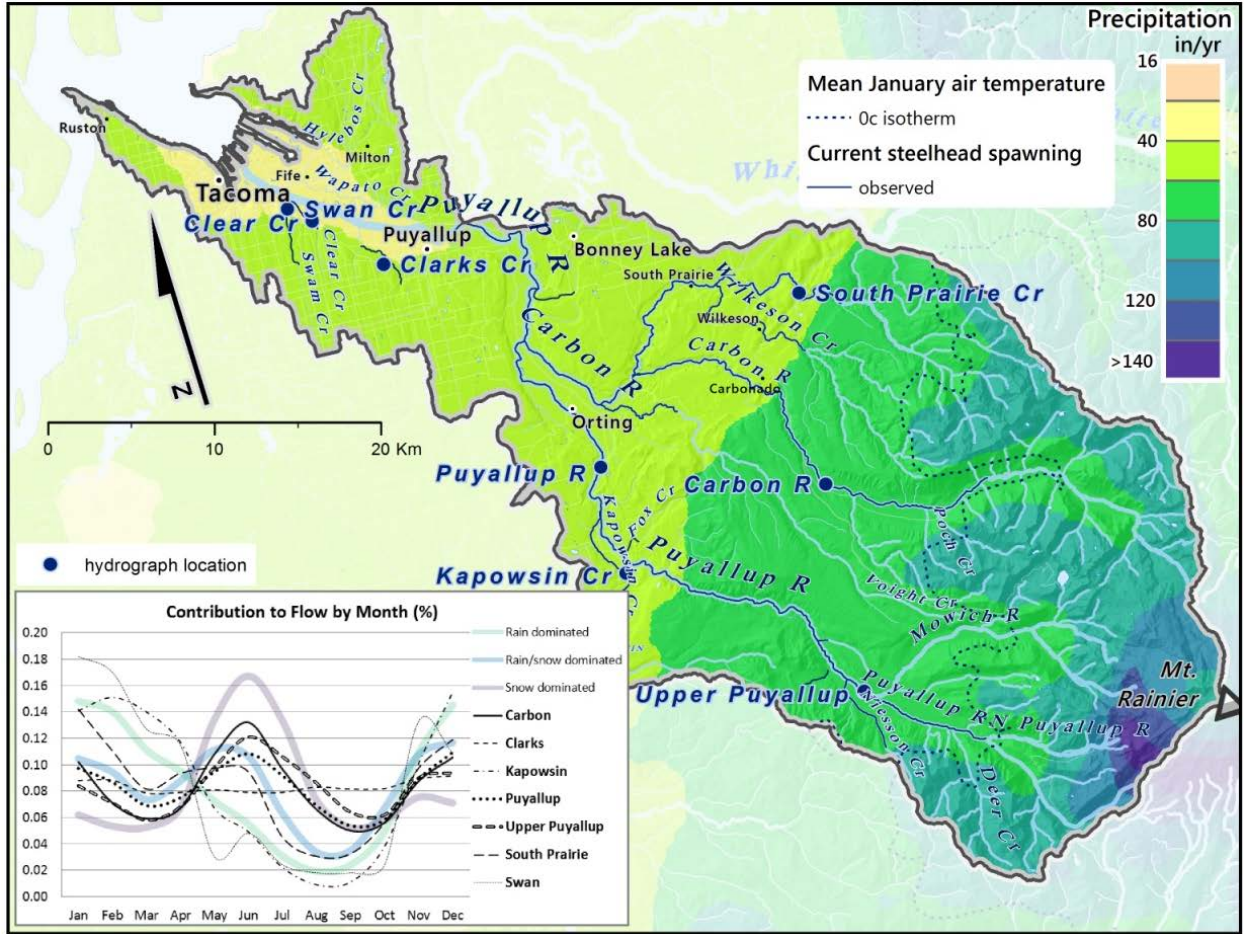 Precipitation
in/yr
16
40
80
120
>140
Mean January air temperature
0c isotherm
Current steelhead spawning
observed
Ruston
Hylebos Cr
Milton
Fife
Wapato Cr
Tacoma
Clear Cr
Swan Cr
Puyallup R
Puyallup
Clear Cr
Swam Cr
Clarks Cr
Bonney Lake
South Prairie
Wilkeson Cr
South Prairie Cr
Wilkeson
Carbon R
Carbon R
Carbonado
Orting
N
0 10 20 Km
Puyallup R
Kapowsin
Fox Cr
Carbon R
Poch Cr
Kapowsin Cr
Puyallup R
Voight Cr
Mowich R
hydrograph location
Upper Puyallup
Puyallup R
N Puyallup R
Niesson Cr
Deer Cr
Mt.
Rainier
Contribution to Flow by Month (%)
0.20
0.18
0.16
0.14
0.12
0.10
0.08
0.06
0.04
0.02
0.00
Jan Feb Mar Apr May Jun Jul Aug Sep Oct Nov Dec
Rain dominated
Rain/snow dominated
Snow dominated
Carbon
Clarks
Kapowsin
Puyallup
Upper Puyallup
South Prairie
Swan